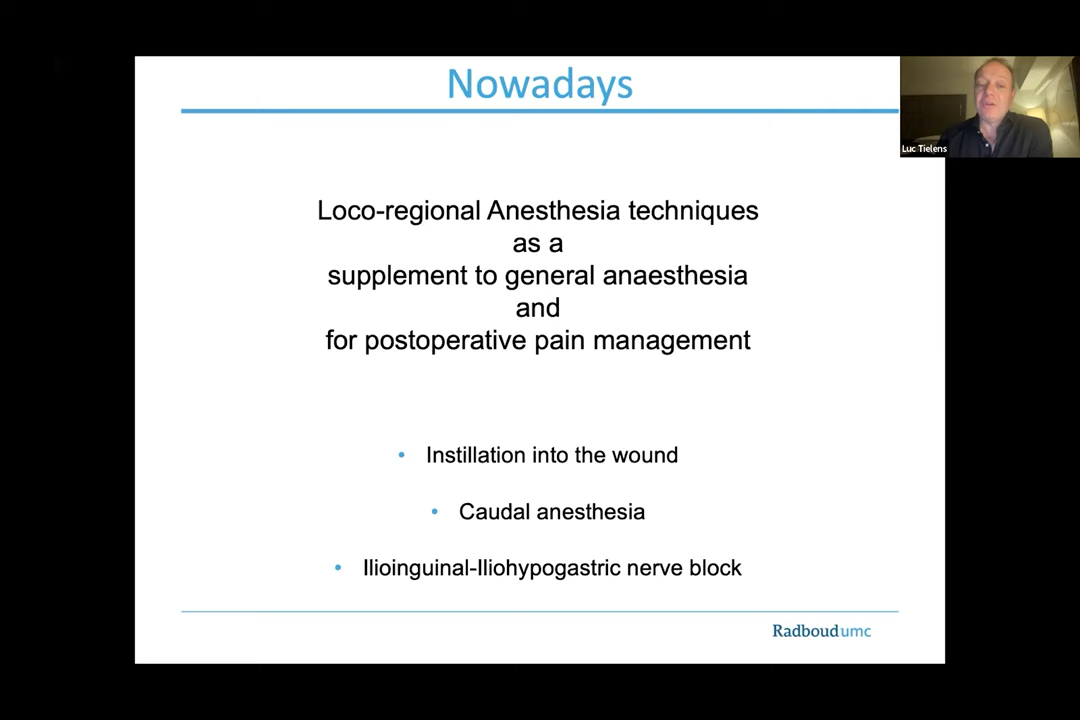 Nowadays
Luc Tielens
Loco-regional Anesthesia techniques
as a
supplement to general anaesthesia
and
for postoperative pain management
• Instillation into the wound
• Caudal anesthesia
• Ilioinguinal-Iliohypogastric nerve block
Radboudumc